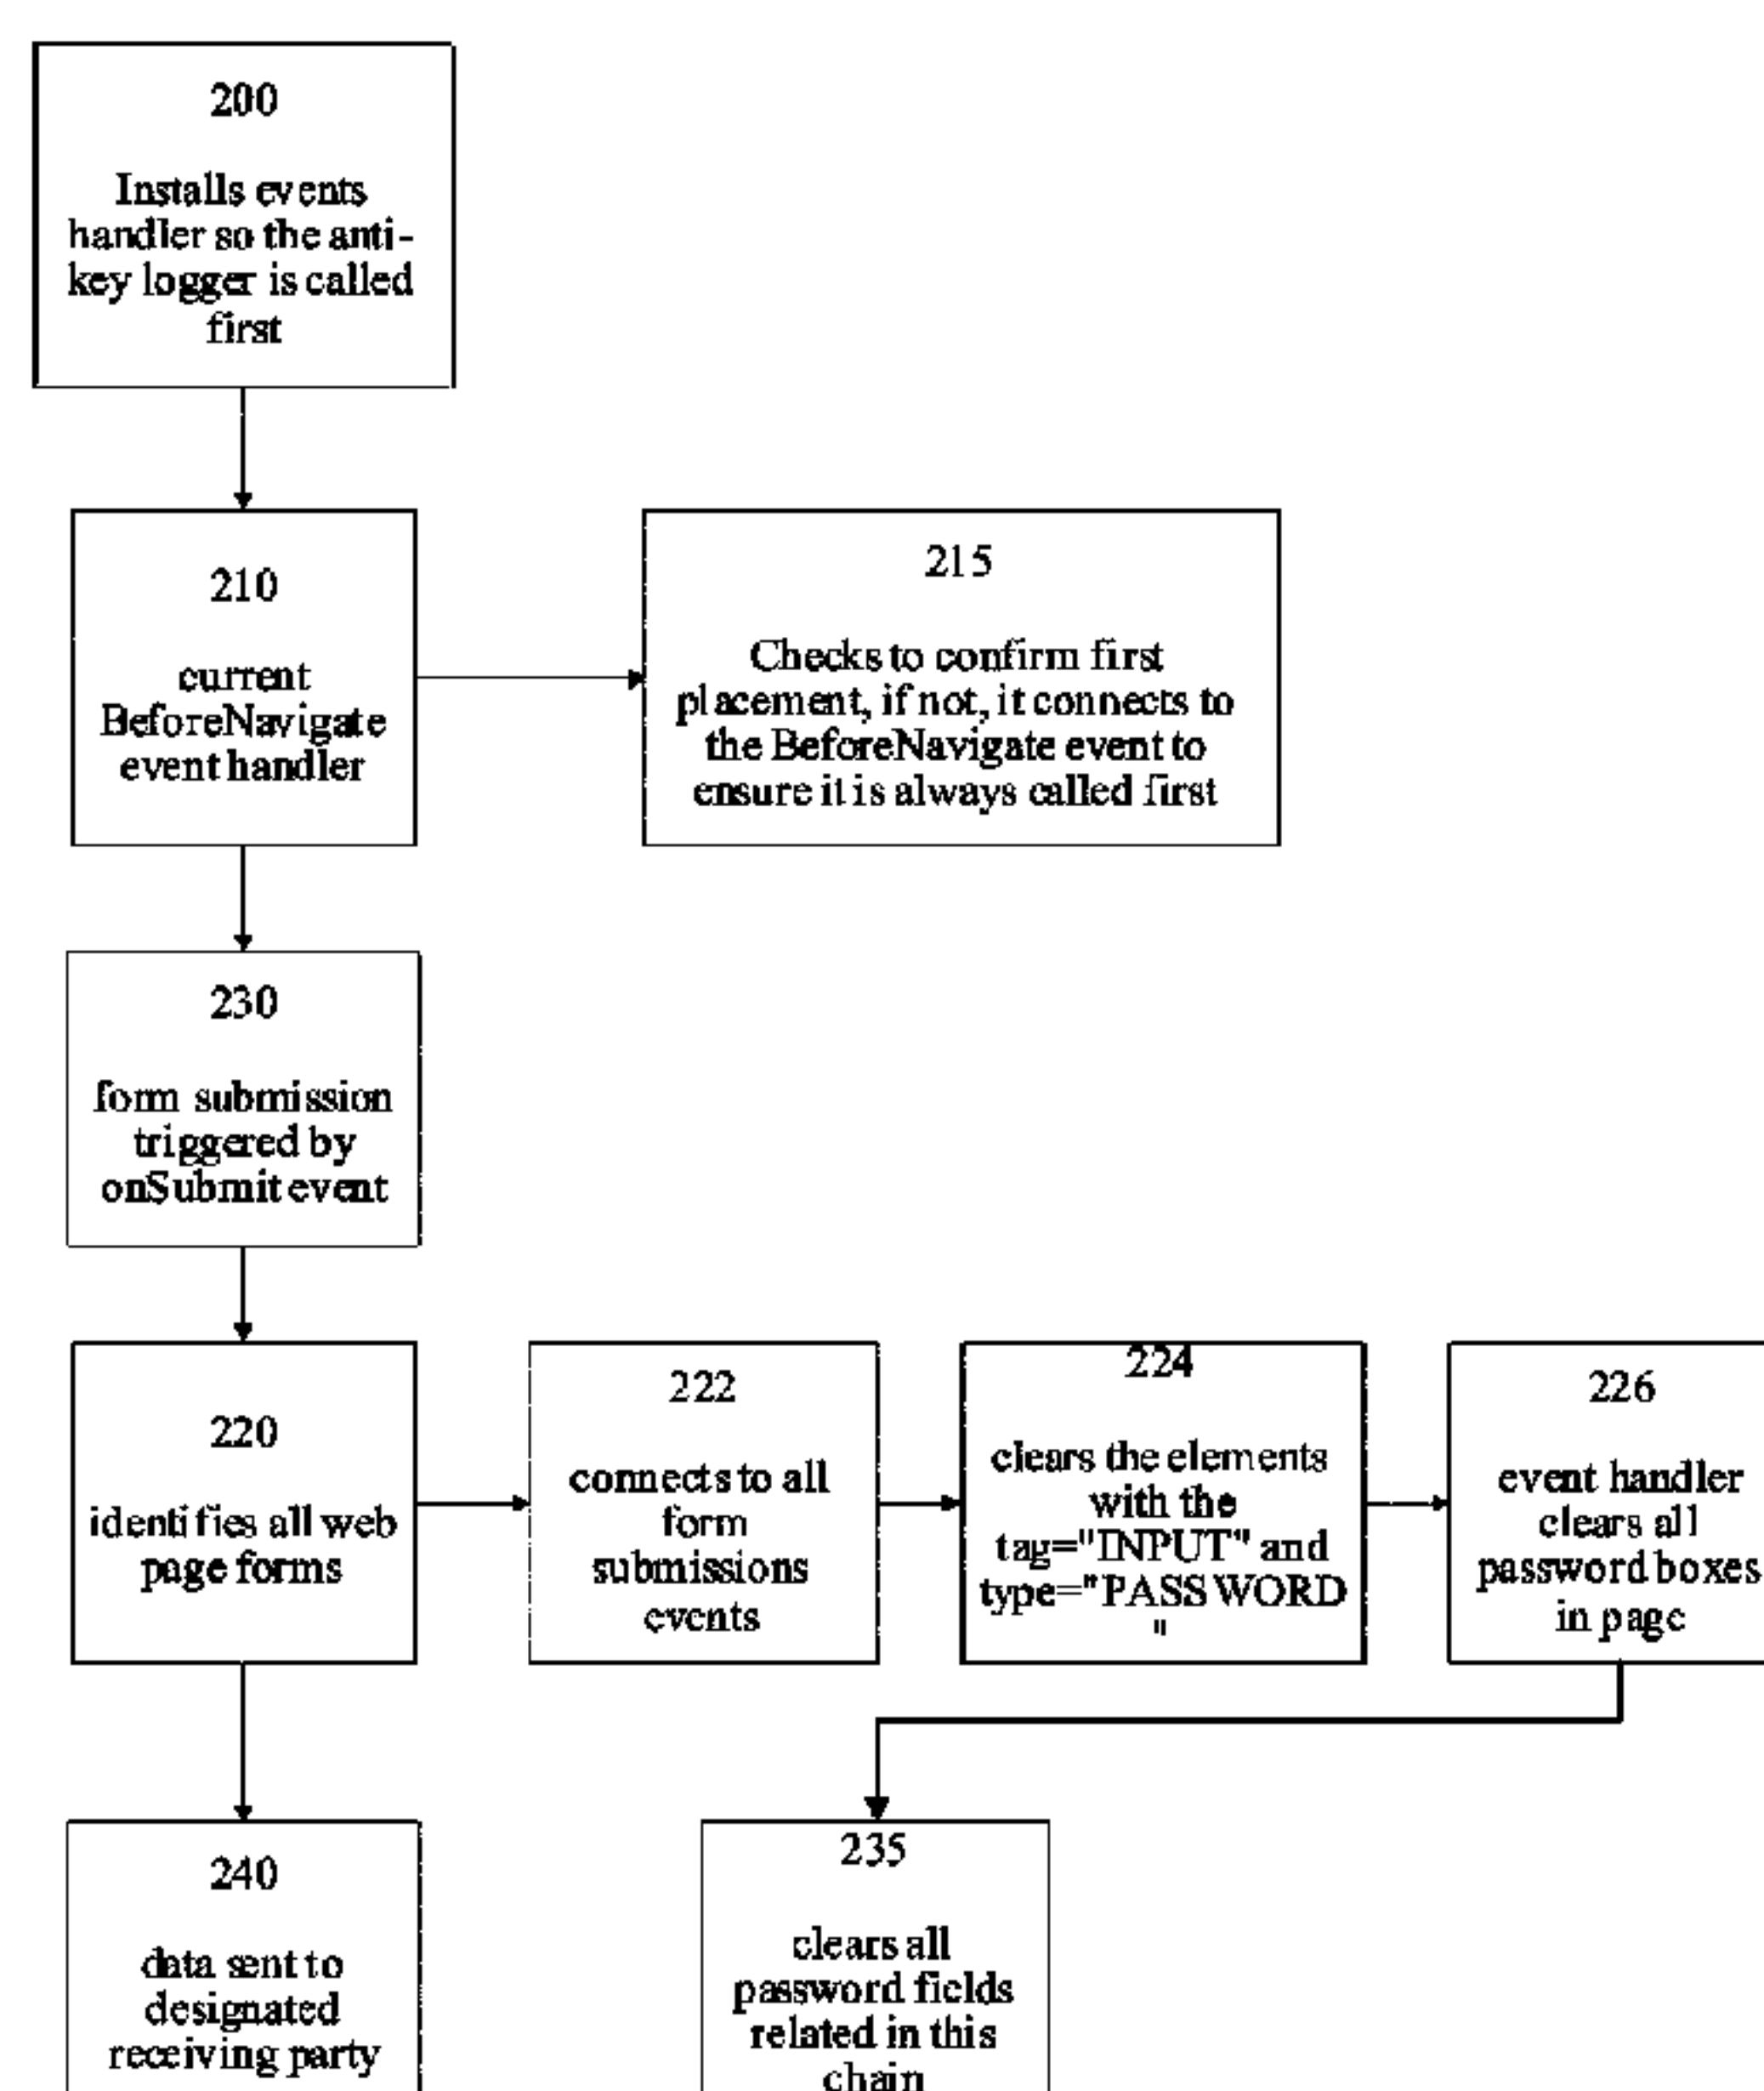 200
Installs events
handler so the anti-
key logger is called
first
210
current
BeforeNavigate
event handler
215
Checks to confirm first
placement, if not, it connects to
the BeforeNavigate event to
ensure it is always called first
230
form submission
triggered by
onSubmit event
220
identifies all web
page forms
222
connects to all
form
submissions
events
224
clears the elements
with the
tag="INPUT" and
type="PASSWORD
"
226
event handler
clears all
password boxes
in page
240
data sent to
designated
receiving party
235
clears all
password fields
related in this
chain